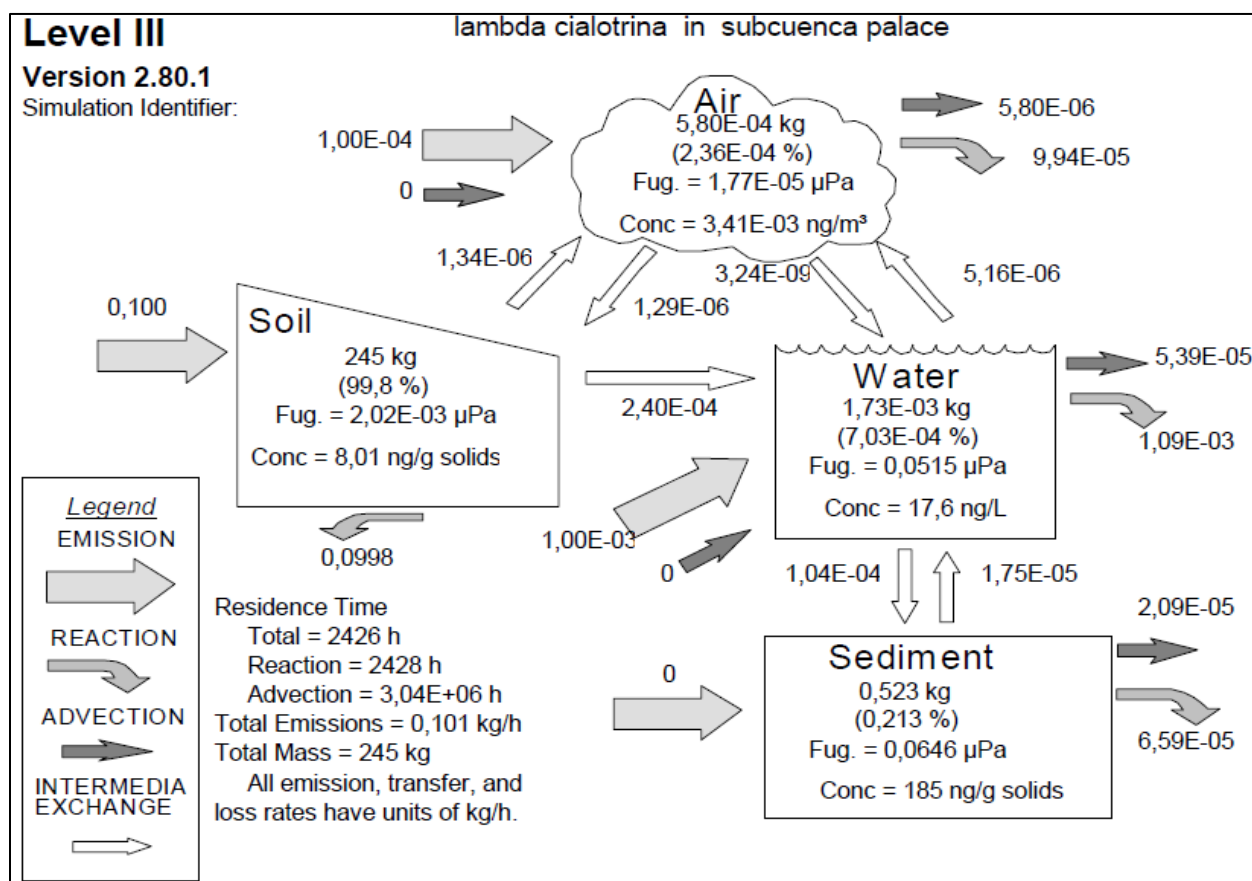 Level III
lambda cialotrina in subcuenca palace
Version 2.80.1
Simulation Identifier:
Air
5,80E-04 kg
(2,36E-04 %)
Fug. = 1,77E-05 µPa
Conc = 3,41E-03 ng/m³
1,00E-04
0
5,80E-06
9,94E-05
1,34E-06
1,29E-06
3,24E-09
5,16E-06
0,100
Soil
245 kg
(99,8 %)
Fug. = 2,02E-03 µPa
Conc = 8,01 ng/g solids
2,40E-04
0,0998
Water
1,73E-03 kg
(7,03E-04 %)
Fug. = 0,0515 µPa
Conc = 17,6 ng/L
5,39E-05
1,09E-03
1,00E-03
0
1,04E-04
1,75E-05
Sediment
0,523 kg
(0,213 %)
Fug. = 0,0646 µPa
Conc = 185 ng/g solids
0
2,09E-05
6,59E-05
Legend
EMISSION
REACTION
ADVECTION
INTERMEDIA
EXCHANGE
Residence Time
Total = 2426 h
Reaction = 2428 h
Advection = 3,04E+06 h
Total Emissions = 0,101 kg/h
Total Mass = 245 kg
All emission, transfer, and
loss rates have units of kg/h.